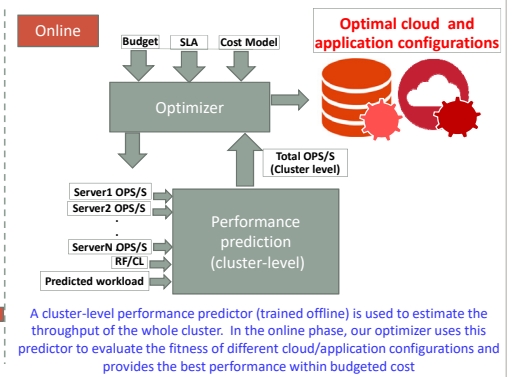 Online
Budget
SLA
Cost Model
Optimal cloud and
application configurations
Optimizer
Total OPS/S
(Cluster level)
Server1 OPS/S
Server2 OPS/S
.
.
ServerN OPS/S
RF/CL
Predicted workload
Performance
prediction
(cluster-level)
A cluster-level performance predictor (trained offline) is used to estimate the
throughput of the whole cluster. In the online phase, our optimizer uses this
predictor to evaluate the fitness of different cloud/application configurations and
provides the best performance within budgeted cost